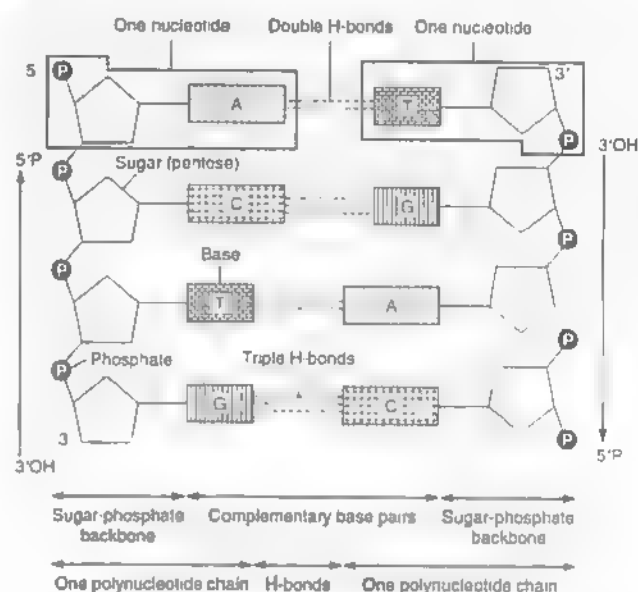 One nucleotide Double H-bonds One nucleotide
5 P 3'
A T
P 3'OH
5'P P
Sugar (pentose)
C G
P P
Base
T A
P
P Phosphate Triple H-bonds
G C
3 P
3'OH 5'P
Sugar-phosphate backbone Complementary base pairs Sugar-phosphate backbone
One polynucleotide chain H-bonds One polynucleotide chain